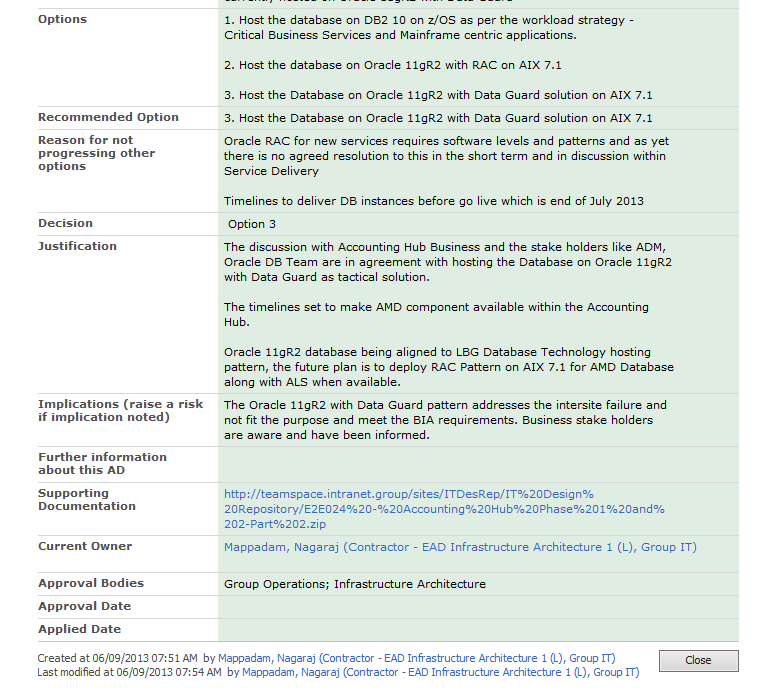 Options
1. Host the database on DB2 10 on z/OS as per the workload strategy -
Critical Business Services and Mainframe centric applications.
2. Host the database on Oracle 11gR2 with RAC on AIX 7.1
3. Host the Database on Oracle 11gR2 with Data Guard solution on AIX 7.1
Recommended Option
3. Host the Database on Oracle 11gR2 with Data Guard solution on AIX 7.1
Reason for not
progressing other
options
Oracle RAC for new services requires software levels and patterns and as yet
there is no agreed resolution to this in the short term and in discussion within
Service Delivery
Timelines to deliver DB instances before go live which is end of July 2013
Decision
Option 3
Justification
The discussion with Accounting Hub Business and the stake holders like ADM,
Oracle DB Team are in agreement with hosting the Database on Oracle 11gR2
with Data Guard as tactical solution.
The timelines set to make AMD component available within the Accounting
Hub.
Oracle 11gR2 database being aligned to LBG Database Technology hosting
pattern, the future plan is to deploy RAC Pattern on AIX 7.1 for AMD Database
along with ALS when available.
Implications (raise a risk
if implication noted)
The Oracle 11gR2 with Data Guard pattern addresses the intersite failure and
not fit the purpose and meet the BIA requirements. Business stake holders
are aware and have been informed.
Further information
about this AD
Supporting
Documentation
http://teamspace.intranet.group/sites/ITDesRep/IT%20Design%
20Repository/E2E024%20-%20Accounting%20Hub%20Phase%201%20and%
202-Part%202.zip
Current Owner
Mappadam, Nagaraj (Contractor - EAD Infrastructure Architecture 1 (L), Group IT)
Approval Bodies
Group Operations; Infrastructure Architecture
Approval Date
Applied Date
Created at 06/09/2013 07:51 AM by Mappadam, Nagaraj (Contractor - EAD Infrastructure Architecture 1 (L), Group IT)
Last modified at 06/09/2013 07:54 AM by Mappadam, Nagaraj (Contractor - EAD Infrastructure Architecture 1 (L), Group IT)
Close